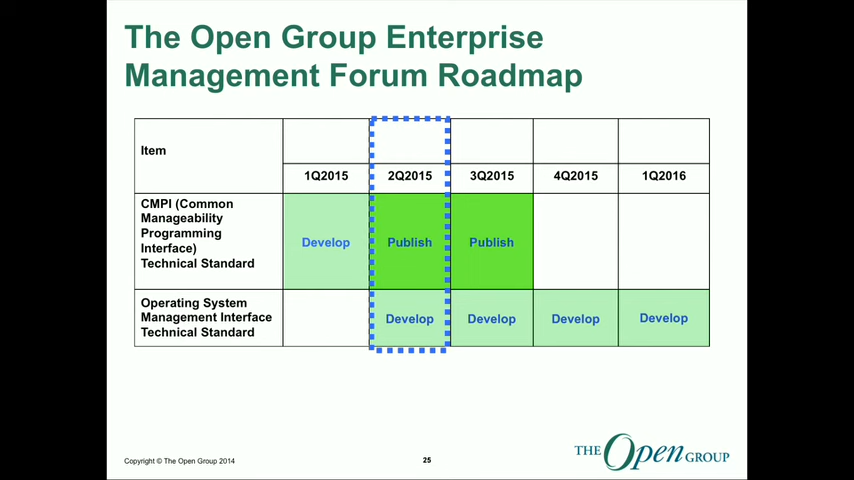 The Open Group Enterprise
Management Forum Roadmap
Item
1Q2015 2Q2015 3Q2015 4Q2015 1Q2016
CMPI (Common
Manageability
Programming
Interface)
Technical Standard
Develop Publish Publish
Operating System
Management Interface
Technical Standard
Develop Develop Develop Develop
Copyright © The Open Group 2014
25
THE Open GROUP